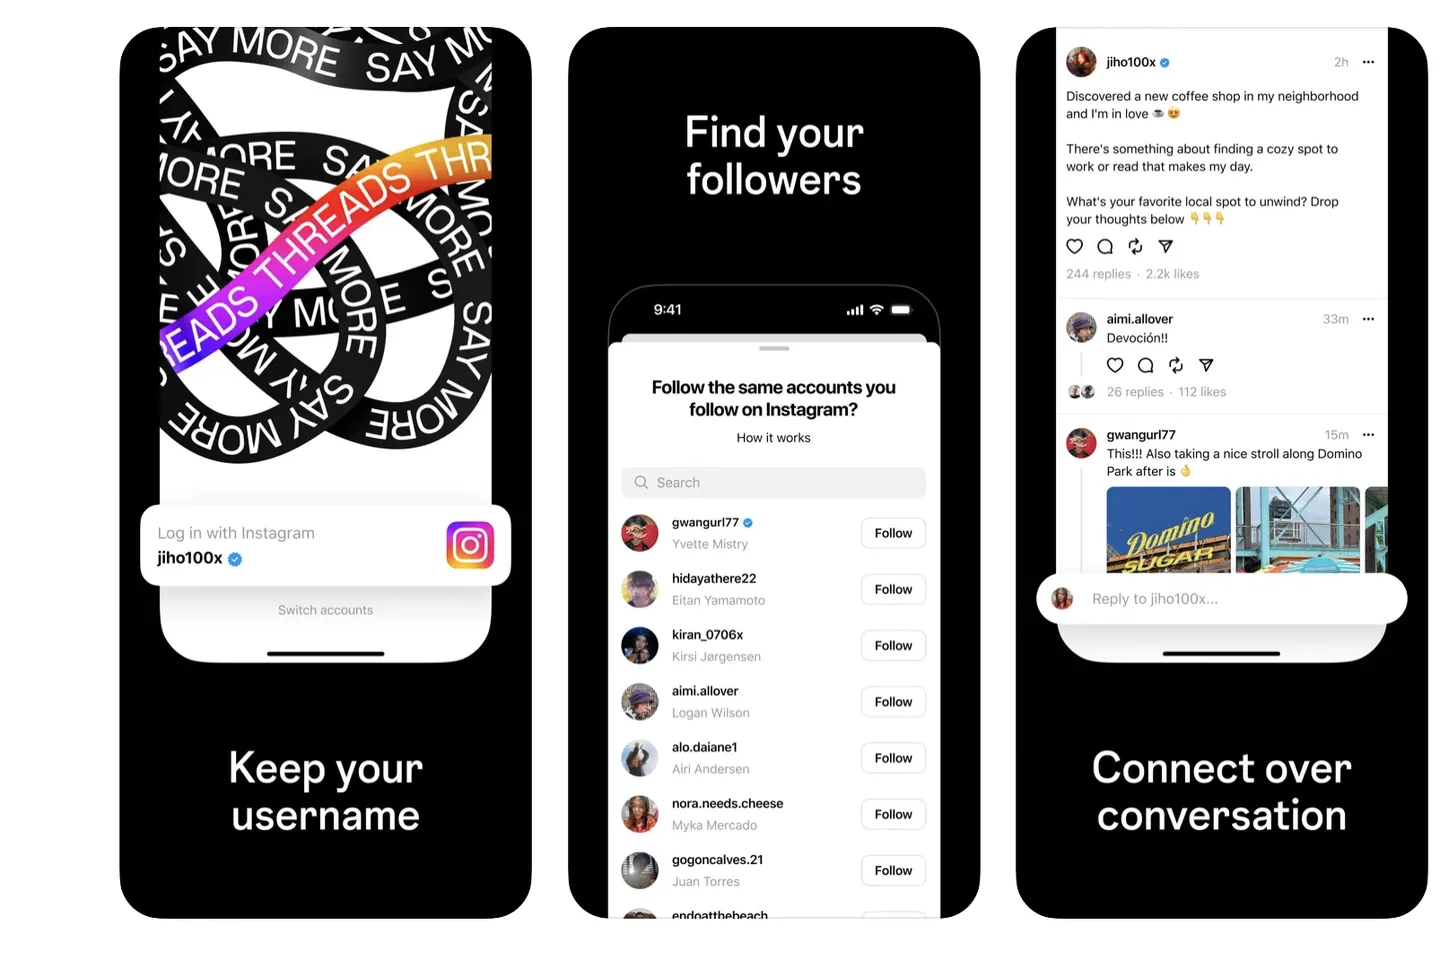 SAY MORE SAY MO
SAY
MORE SAY
MORE SA
MORE
READS THREADS THREADS THR
MORE
SAY MORE
SAY MORE
MORE SAY MORE
Log in with Instagram
jiho100x
Switch accounts
Keep your
username
Find your
followers
9:41
Follow the same accounts you
follow on Instagram?
How it works
Search
gwangurl77
Yvette Mistry
Follow
hidayathere22
Eitan Yamamoto
Follow
kiran_0706x
Kirsi Jørgensen
Follow
aimi.allover
Logan Wilson
Follow
alo.daiane1
Airi Andersen
Follow
nora.needs.cheese
Myka Mercado
Follow
gogoncalves.21
Juan Torres
Follow
endoatthebeach
jiho100x
2h
Discovered a new coffee shop in my neighborhood
and I'm in love ☕😍
There's something about finding a cozy spot to
work or read that makes my day.
What's your favorite local spot to unwind? Drop
your thoughts below 👇👇👇
244 replies · 2.2k likes
aimi.allover
33m
Devoción!!
26 replies · 112 likes
gwangurl77
15m
This!!! Also taking a nice stroll along Domino
Park after is 👌
Domino
SUGAR
Reply to jiho100x...
Connect over
conversation